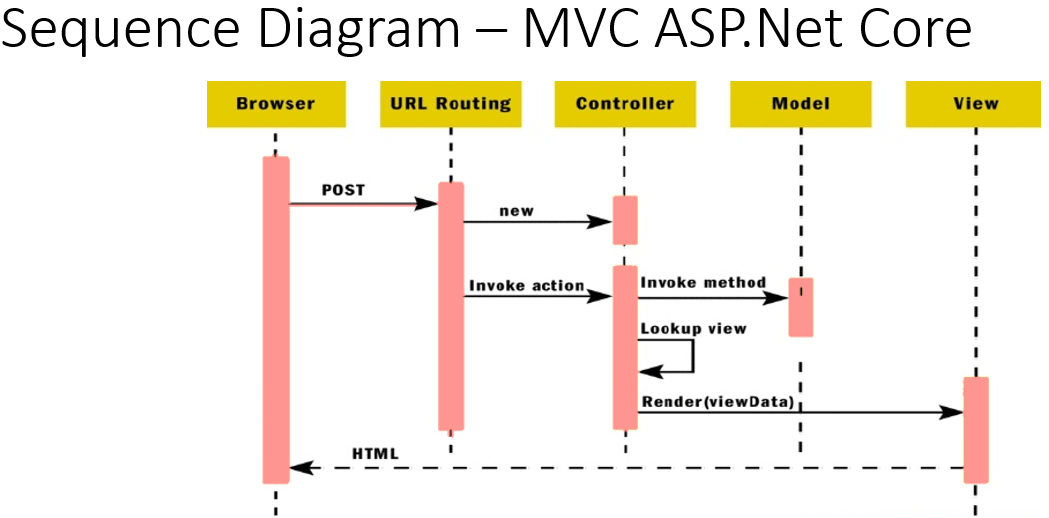 Sequence Diagram – MVC ASP.Net Core
Browser
URL Routing
Controller
Model
View
POST
new
Invoke action
Invoke method
Lookup view
Render(viewData)
HTML